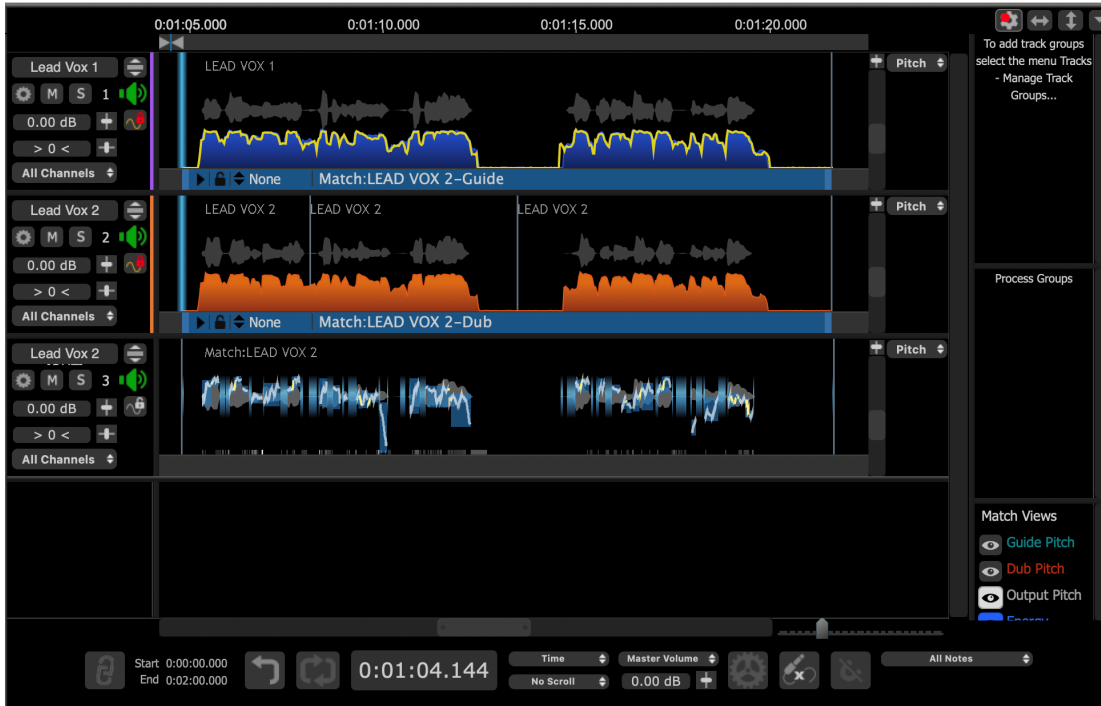 0:01:05.000 0:01:10.000 0:01:15.000 0:01:20.000
To add track groups
select the menu Tracks
- Manage Track
Groups...
Lead Vox 1
LEAD VOX 1
Pitch
M S 1
0.00 dB
> 0 <
All Channels
None Match:LEAD VOX 2-Guide
Lead Vox 2
LEAD VOX 2 LEAD VOX 2 LEAD VOX 2
Pitch
M S 2
0.00 dB
> 0 <
All Channels
None Match:LEAD VOX 2-Dub
Process Groups
Lead Vox 2
Match:LEAD VOX 2
Pitch
M S 3
0.00 dB
> 0 <
All Channels
Match Views
Guide Pitch
Dub Pitch
Output Pitch
Energy
Start 0:00:00.000
End 0:02:00.000
0:01:04.144
Time
No Scroll
Master Volume
0.00 dB
x
All Notes